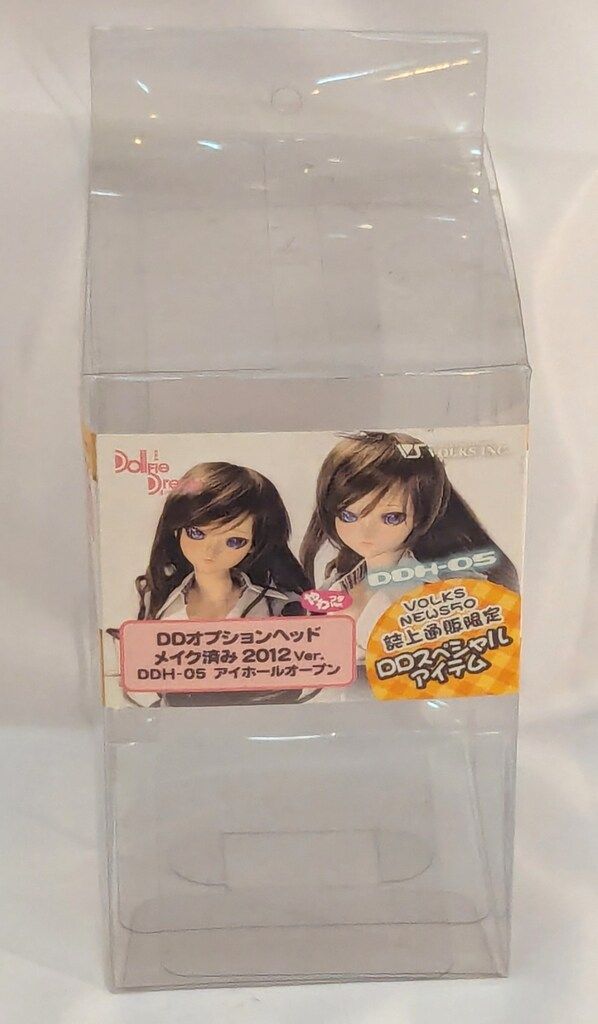 Dollfie
Dream
VS VOLKS INC.
DDH-05
DDオプションヘッド
メイク済み 2012 Ver.
DDH-05 アイホールオープン
VOLKS
NEWS50
誌上通販限定
DDスペシャル
アイテム